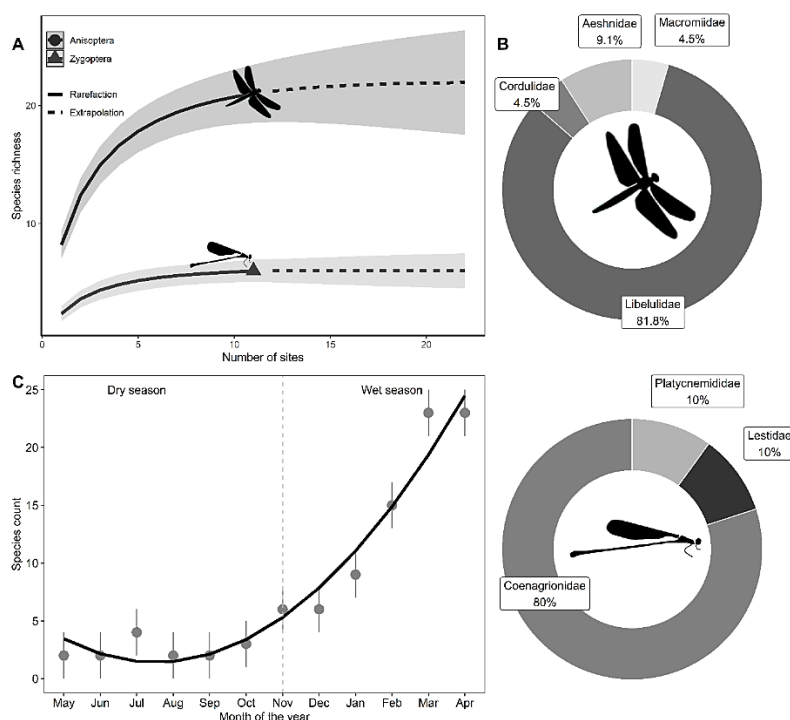 A
Anisoptera
Zygoptera
Rarefaction
Extrapolation
Species richness
20
10
0
5
10
15
20
Number of sites
B
Aeshnidae
9.1%
Macromiidae
4.5%
Cordulidae
4.5%
Libelulidae
81.8%
C
Dry season
Wet season
Species count
25
20
15
10
5
0
May Jun Jul Aug Sep Oct Nov Dec Jan Feb Mar Apr
Month of the year
Platycnemididae
10%
Lestidae
10%
Coenagrionidae
80%